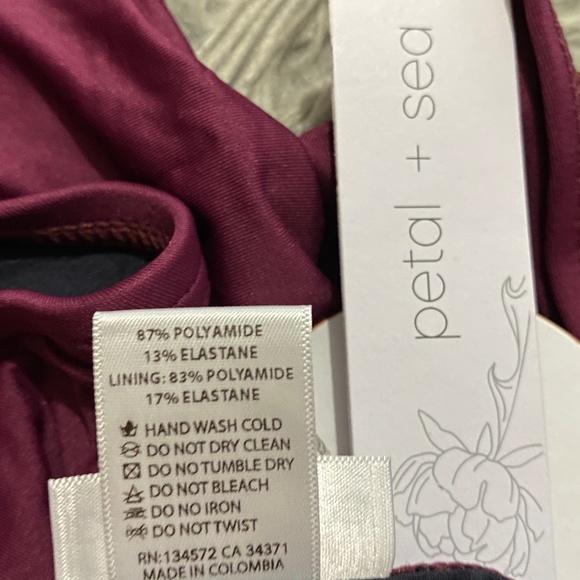 petal + sea
87% POLYAMIDE
13% ELASTANE
LINING: 83% POLYAMIDE
17% ELASTANE
HAND WASH COLD
DO NOT DRY CLEAN
DO NOT TUMBLE DRY
DO NOT BLEACH
DO NO IRON
DO NOT TWIST
RN:134572 CA 34371
MADE IN COLOMBIA